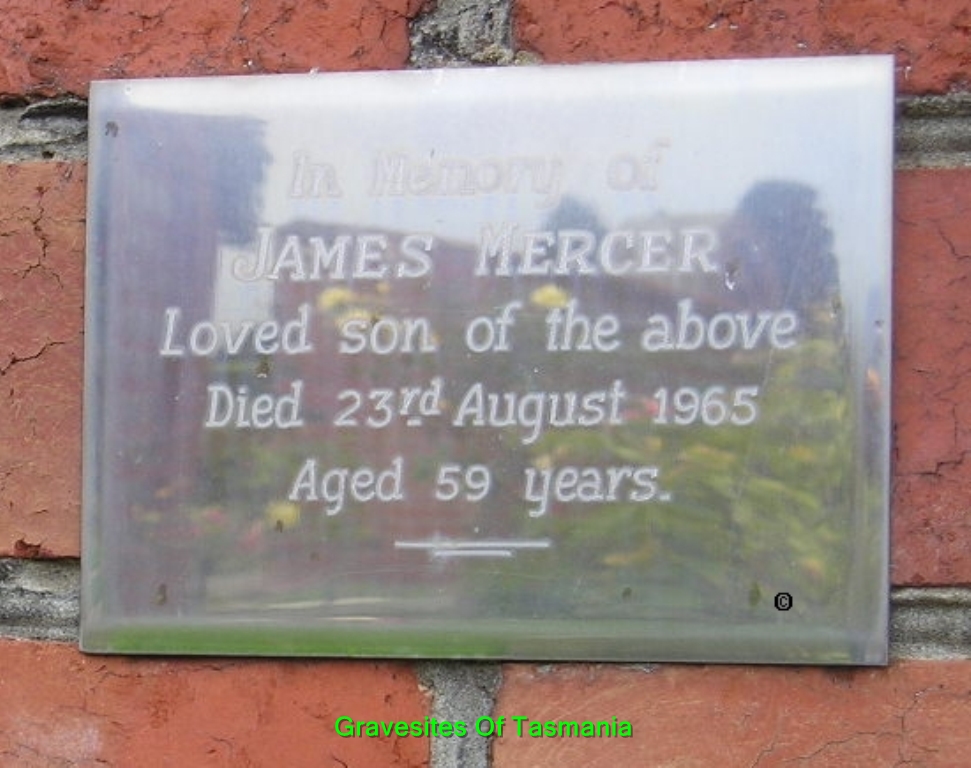 In Memory of
JAMES MERCER
Loved son of the above
Died 23rd August 1965
Aged 59 years.
©
Gravesites Of Tasmania